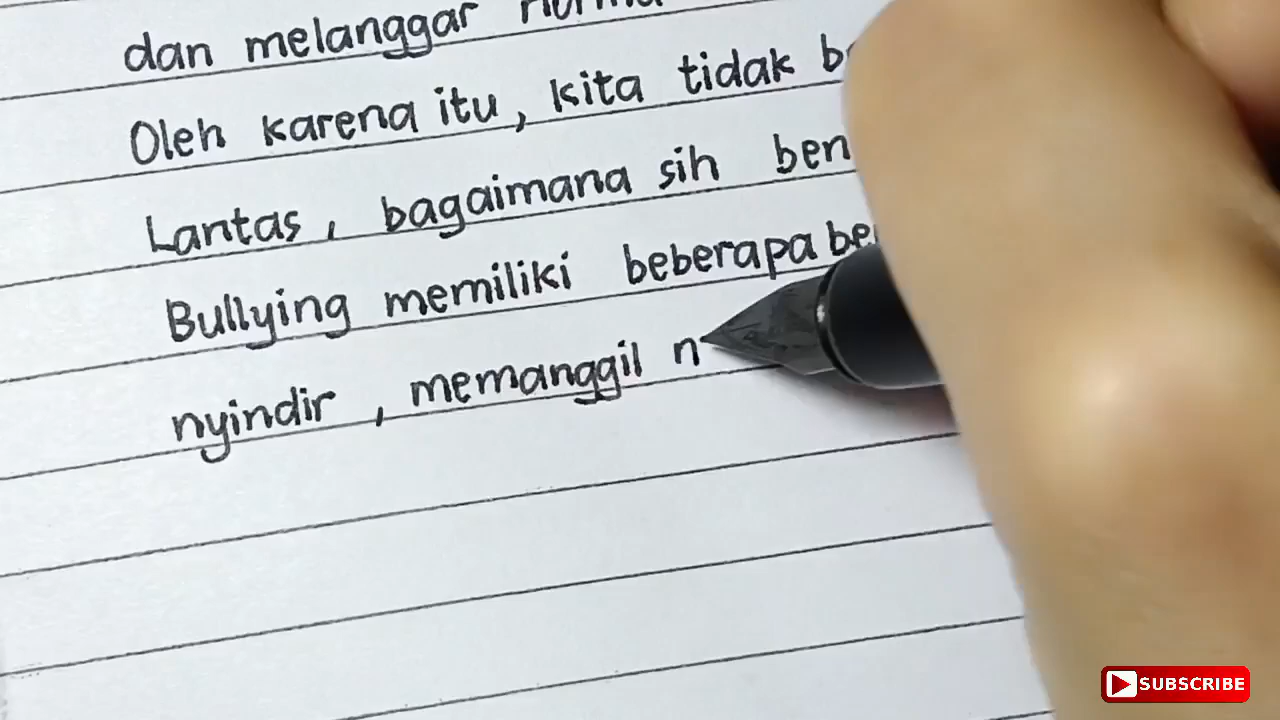 dan melanggar
Oleh karena itu, kita tidak
Lantas, bagaimana sih
Bullying memiliki beberapa
nyindir, memanggil
SUBSCRIBE